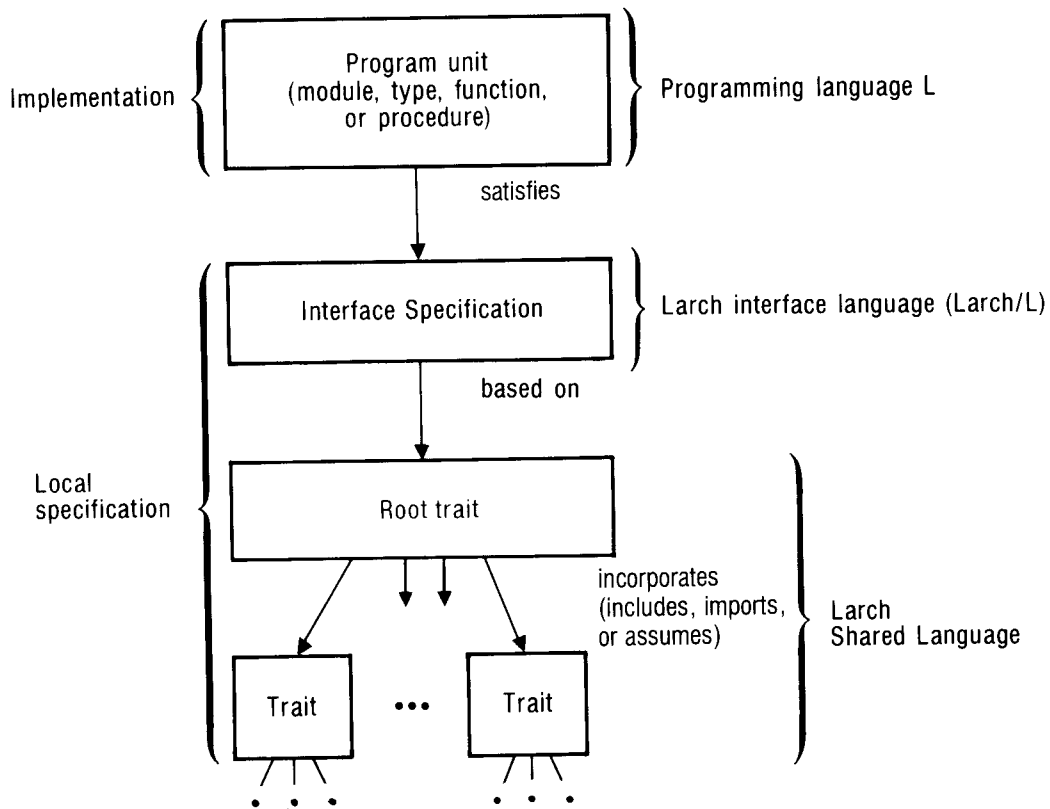 Program unit
(module, type, function,
or procedure)
Implementation
Programming language L
satisfies
Interface Specification
Larch interface language (Larch/L)
based on
Local
specification
Root trait
incorporates
(includes, imports,
or assumes)
Larch
Shared Language
Trait
•••
Trait